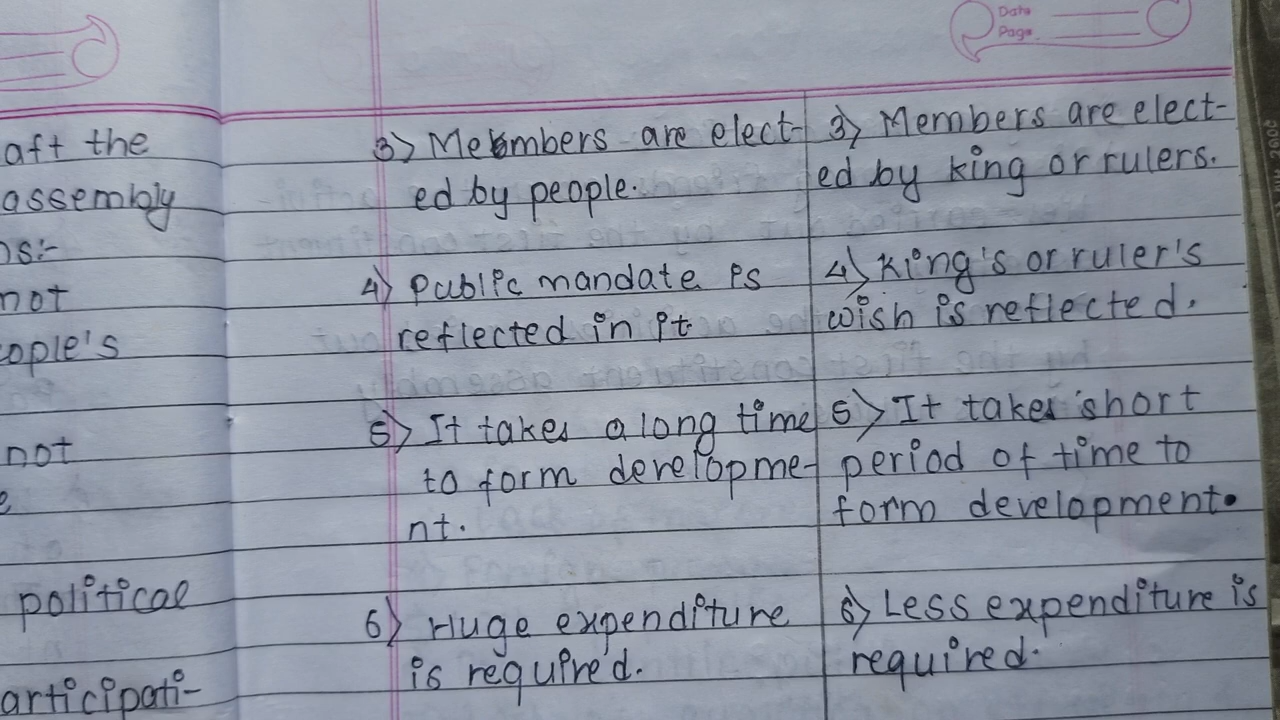 Date
Page
aft the
assembly
ns:-
not
eople's
not
e
political
articipati-
3) Members are elect-
ed by people.
4) Public mandate is
reflected in it.
5) It takes a long time
to form developme-
nt.
6) Huge expenditure
is required.
3) Members are elect-
ed by king or rulers.
4) King's or ruler's
wish is reflected.
5) It takes short
period of time to
form development.
6) Less expenditure is
required.